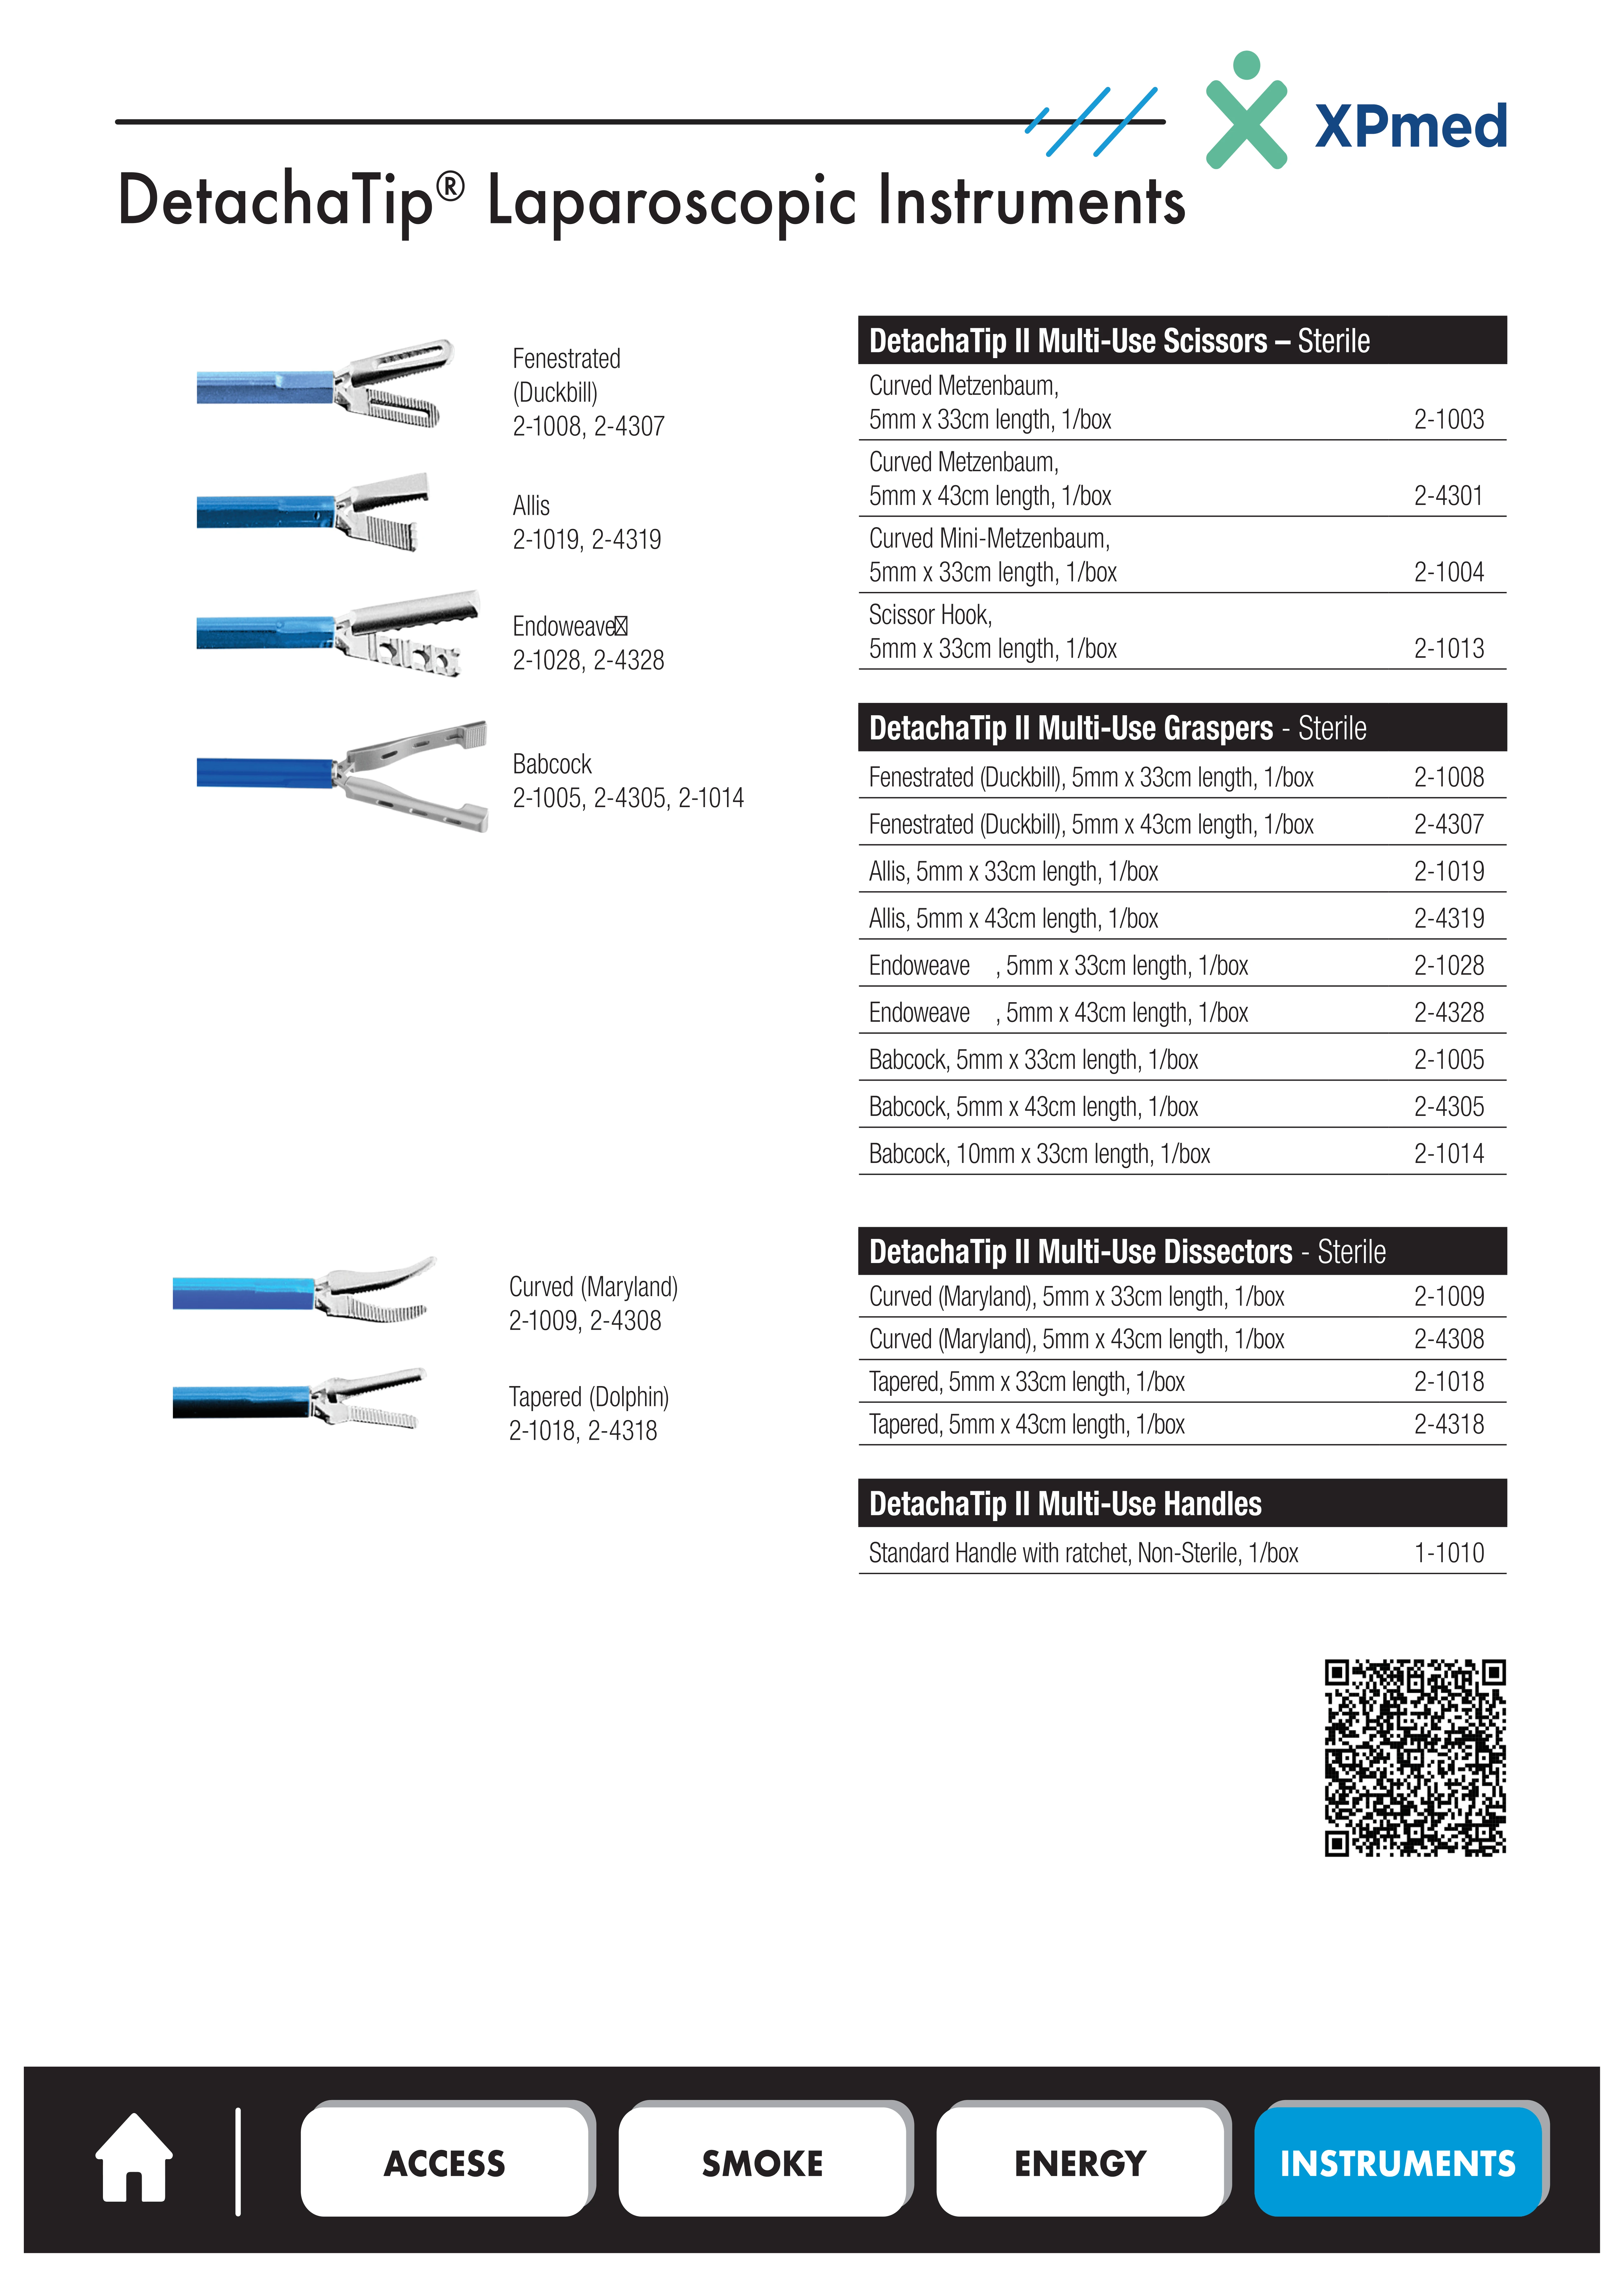 XPmed
DetachaTip® Laparoscopic Instruments
Fenestrated
(Duckbill)
2-1008, 2-4307
Allis
2-1019, 2-4319
Endoweave
2-1028, 2-4328
Babcock
2-1005, 2-4305, 2-1014
Curved (Maryland)
2-1009, 2-4308
Tapered (Dolphin)
2-1018, 2-4318
DetachaTip II Multi-Use Scissors – Sterile
Curved Metzenbaum,
5mm x 33cm length, 1/box 2-1003
Curved Metzenbaum,
5mm x 43cm length, 1/box 2-4301
Curved Mini-Metzenbaum,
5mm x 33cm length, 1/box 2-1004
Scissor Hook,
5mm x 33cm length, 1/box 2-1013
DetachaTip II Multi-Use Graspers - Sterile
Fenestrated (Duckbill), 5mm x 33cm length, 1/box 2-1008
Fenestrated (Duckbill), 5mm x 43cm length, 1/box 2-4307
Allis, 5mm x 33cm length, 1/box 2-1019
Allis, 5mm x 43cm length, 1/box 2-4319
Endoweave , 5mm x 33cm length, 1/box 2-1028
Endoweave , 5mm x 43cm length, 1/box 2-4328
Babcock, 5mm x 33cm length, 1/box 2-1005
Babcock, 5mm x 43cm length, 1/box 2-4305
Babcock, 10mm x 33cm length, 1/box 2-1014
DetachaTip II Multi-Use Dissectors - Sterile
Curved (Maryland), 5mm x 33cm length, 1/box 2-1009
Curved (Maryland), 5mm x 43cm length, 1/box 2-4308
Tapered, 5mm x 33cm length, 1/box 2-1018
Tapered, 5mm x 43cm length, 1/box 2-4318
DetachaTip II Multi-Use Handles
Standard Handle with ratchet, Non-Sterile, 1/box 1-1010
ACCESS
SMOKE
ENERGY
INSTRUMENTS